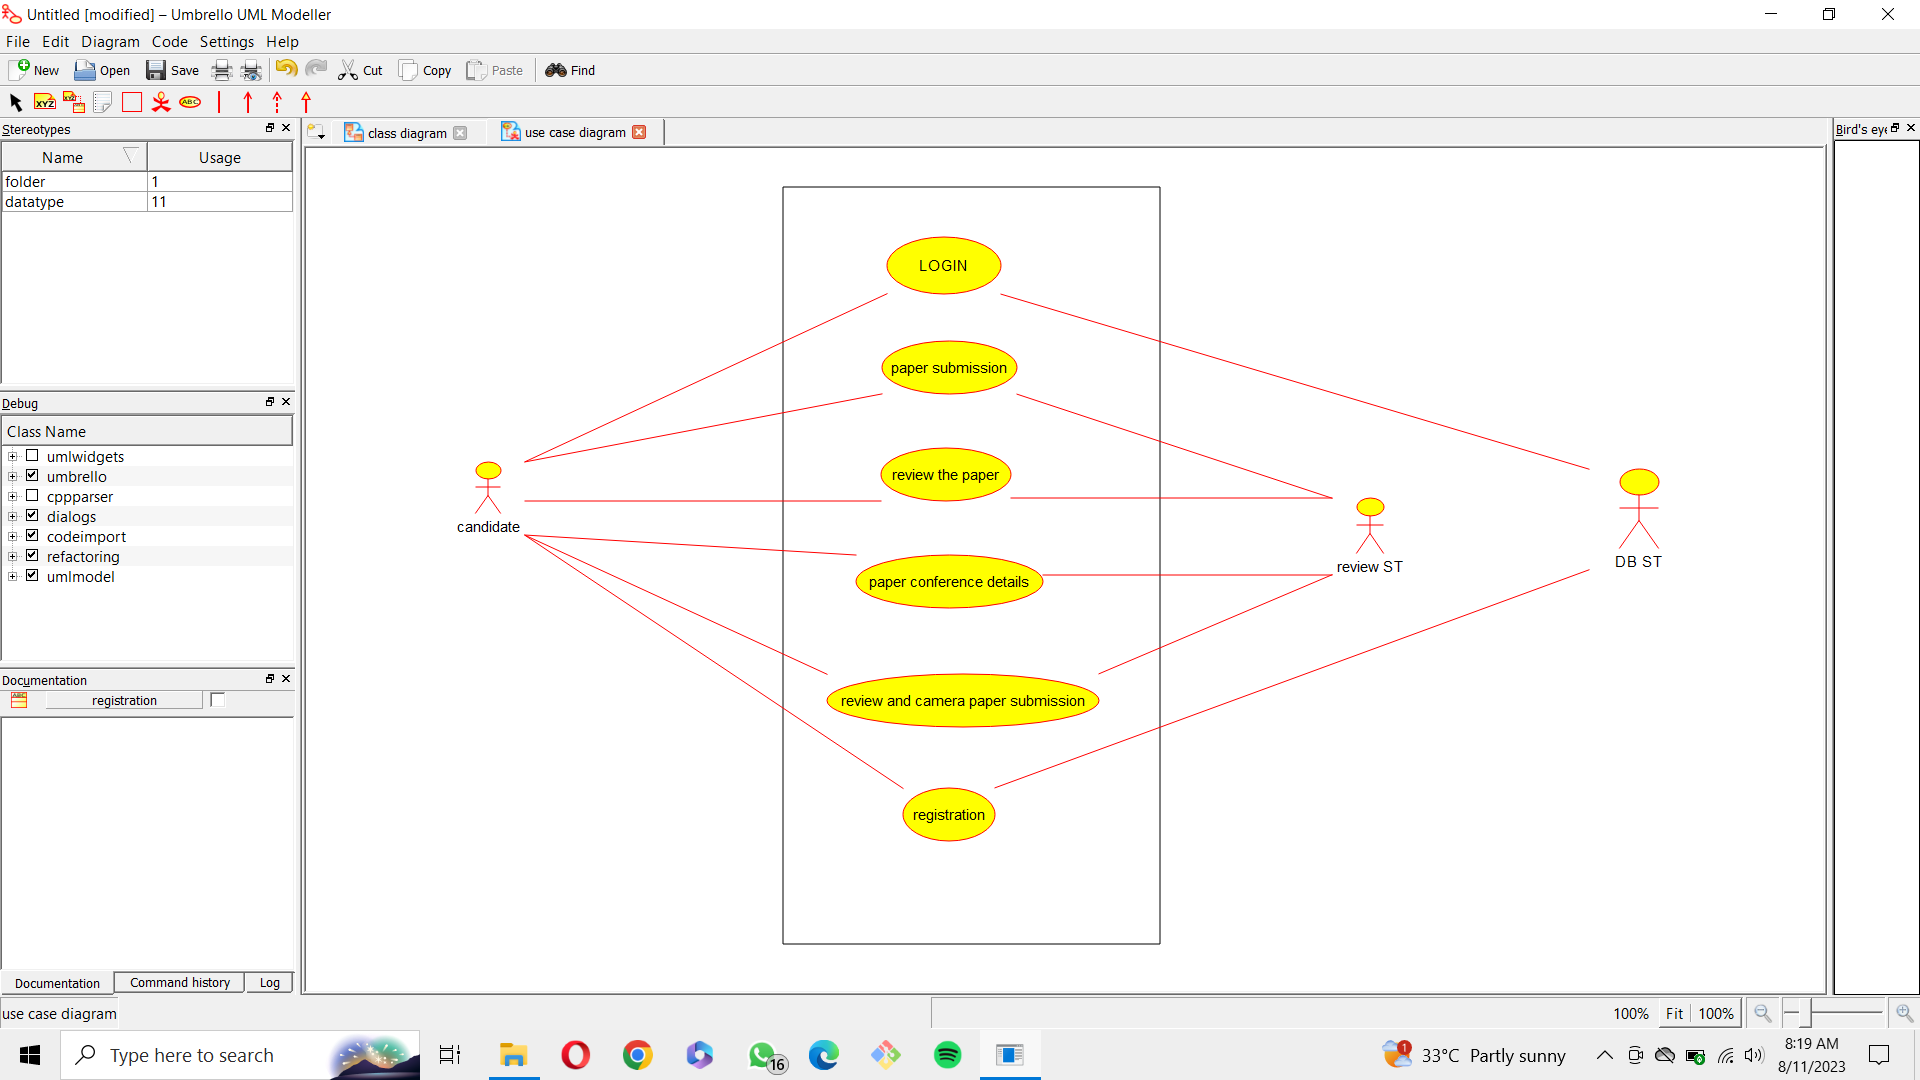 Untitled [modified] – Umbrello UML Modeller
File Edit Diagram Code Settings Help
New Open Save Cut Copy Paste Find
XYZ XYZ ABC
Stereotypes
Name Usage
folder 1
datatype 11
Debug
Class Name
umlwidgets
umbrello
cppparser
dialogs
codeimport
refactoring
umlmodel
Documentation
registration
Documentation Command history Log
class diagram use case diagram
LOGIN
paper submission
review the paper
candidate
paper conference details
review ST
DB ST
review and camera paper submission
registration
Bird's eye
use case diagram
100% Fit 100%
Type here to search
16
1
33°C Partly sunny
8:19 AM
8/11/2023